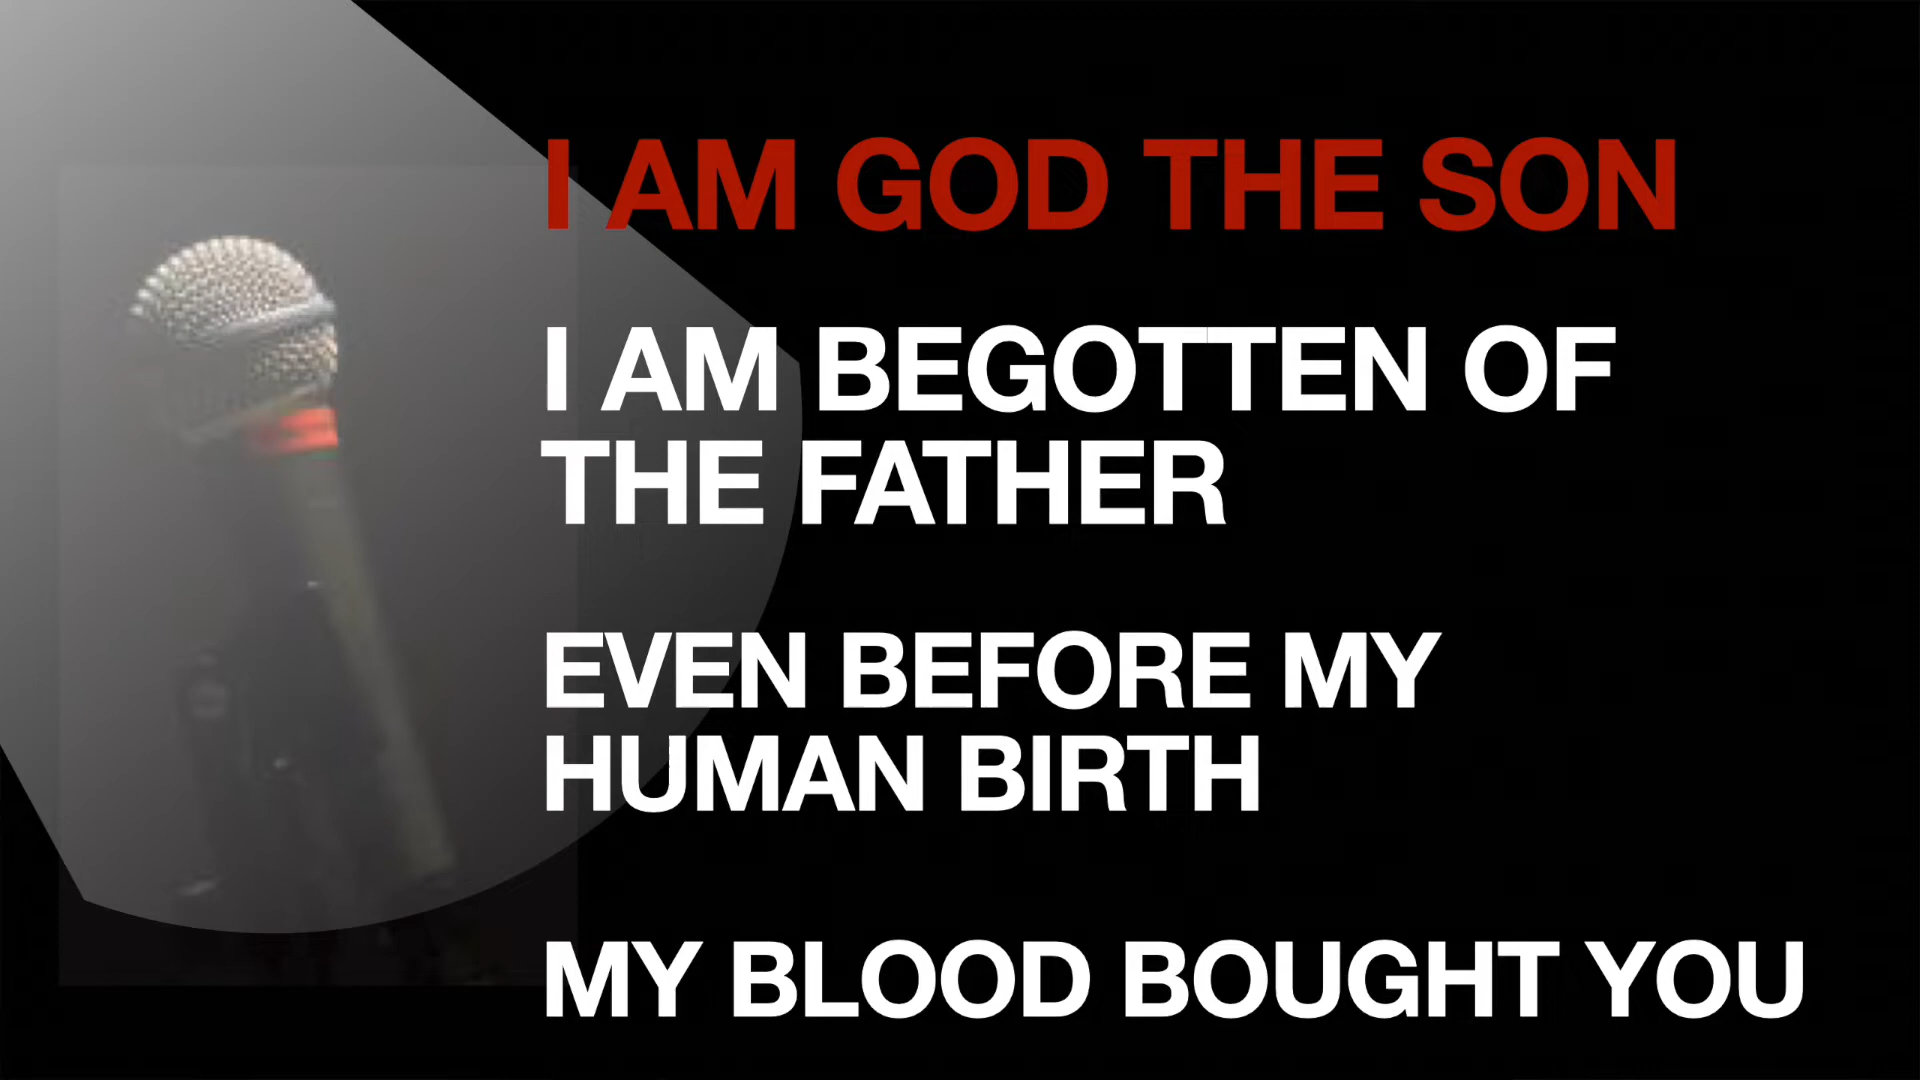 I AM GOD THE SON
I AM BEGOTTEN OF
THE FATHER
EVEN BEFORE MY
HUMAN BIRTH
MY BLOOD BOUGHT YOU